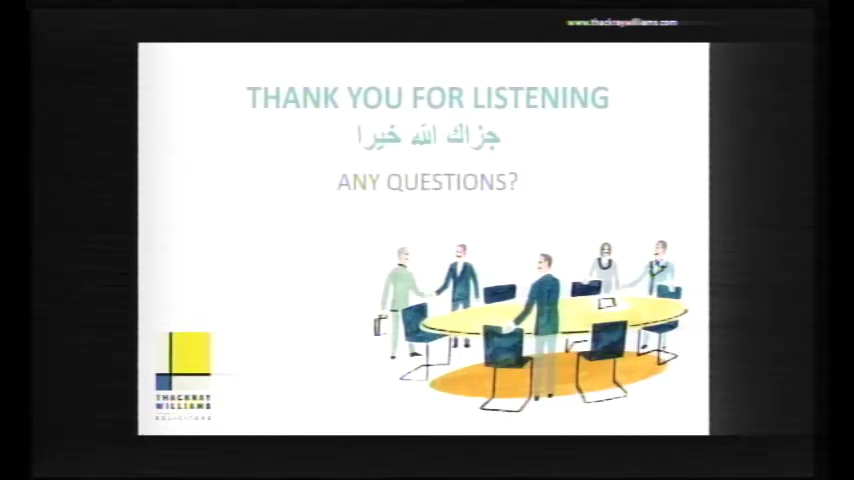 www.thackraywilliams.com
THANK YOU FOR LISTENING
جزاك الله خيرا
ANY QUESTIONS?
THACKRAY
WILLIAMS
SOLICITORS